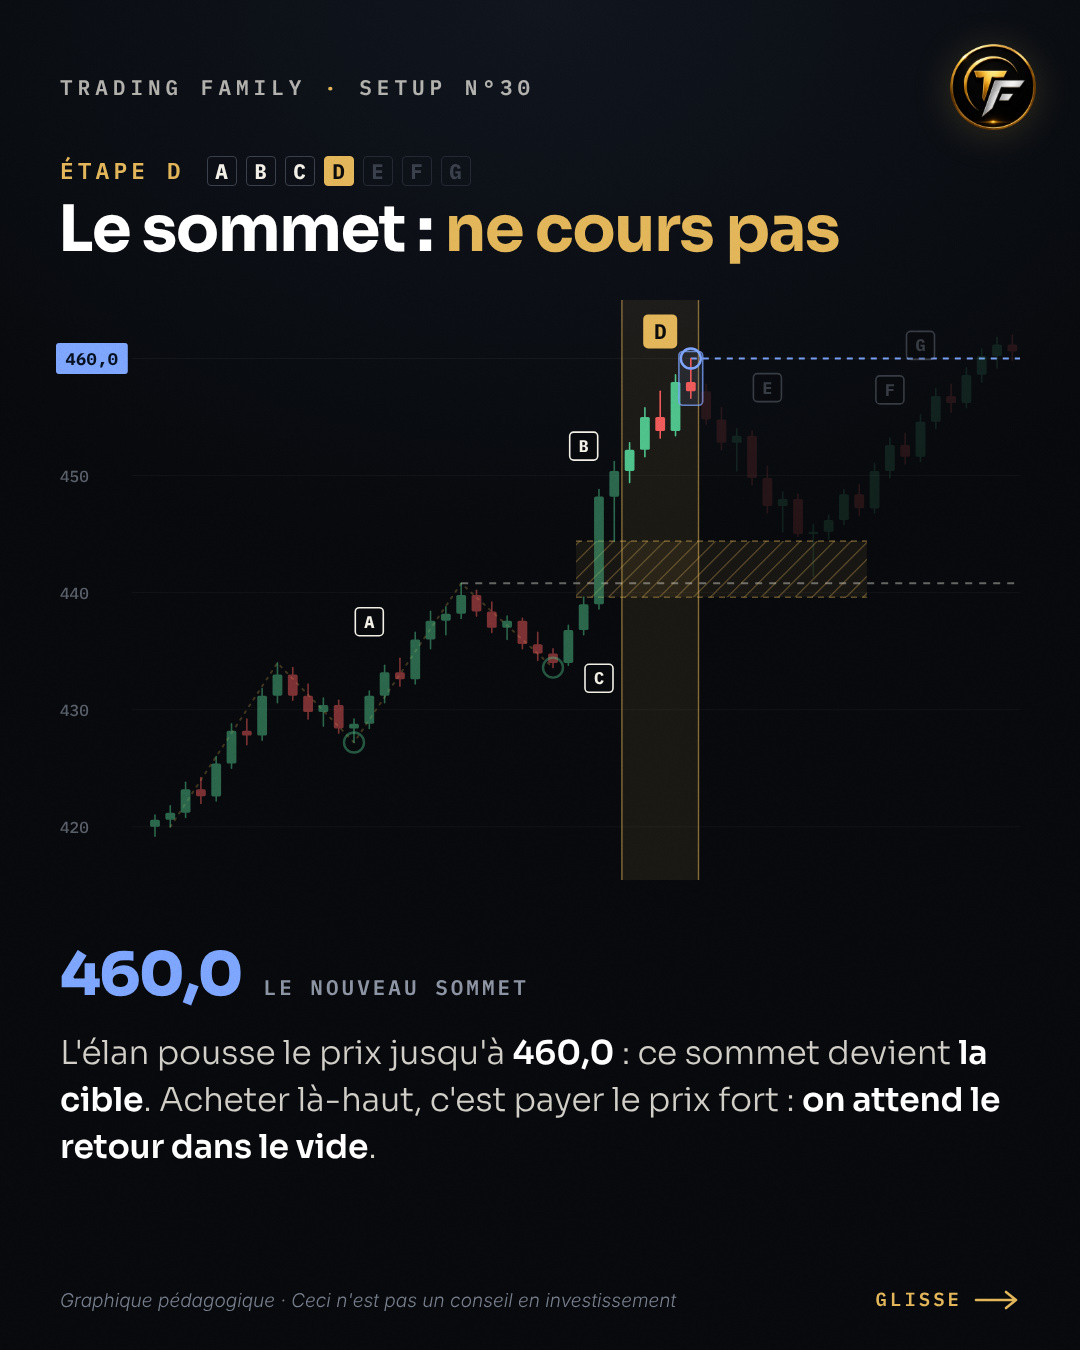 TRADING FAMILY · SETUP N°30
TF
ÉTAPE D A B C D E F G
Le sommet : ne cours pas
D
460,0
G
E
F
B
450
440
A
C
430
420
460,0 LE NOUVEAU SOMMET
L'élan pousse le prix jusqu'à 460,0 : ce sommet devient la
cible. Acheter là-haut, c'est payer le prix fort : on attend le
retour dans le vide.
Graphique pédagogique · Ceci n'est pas un conseil en investissement
GLISSE →